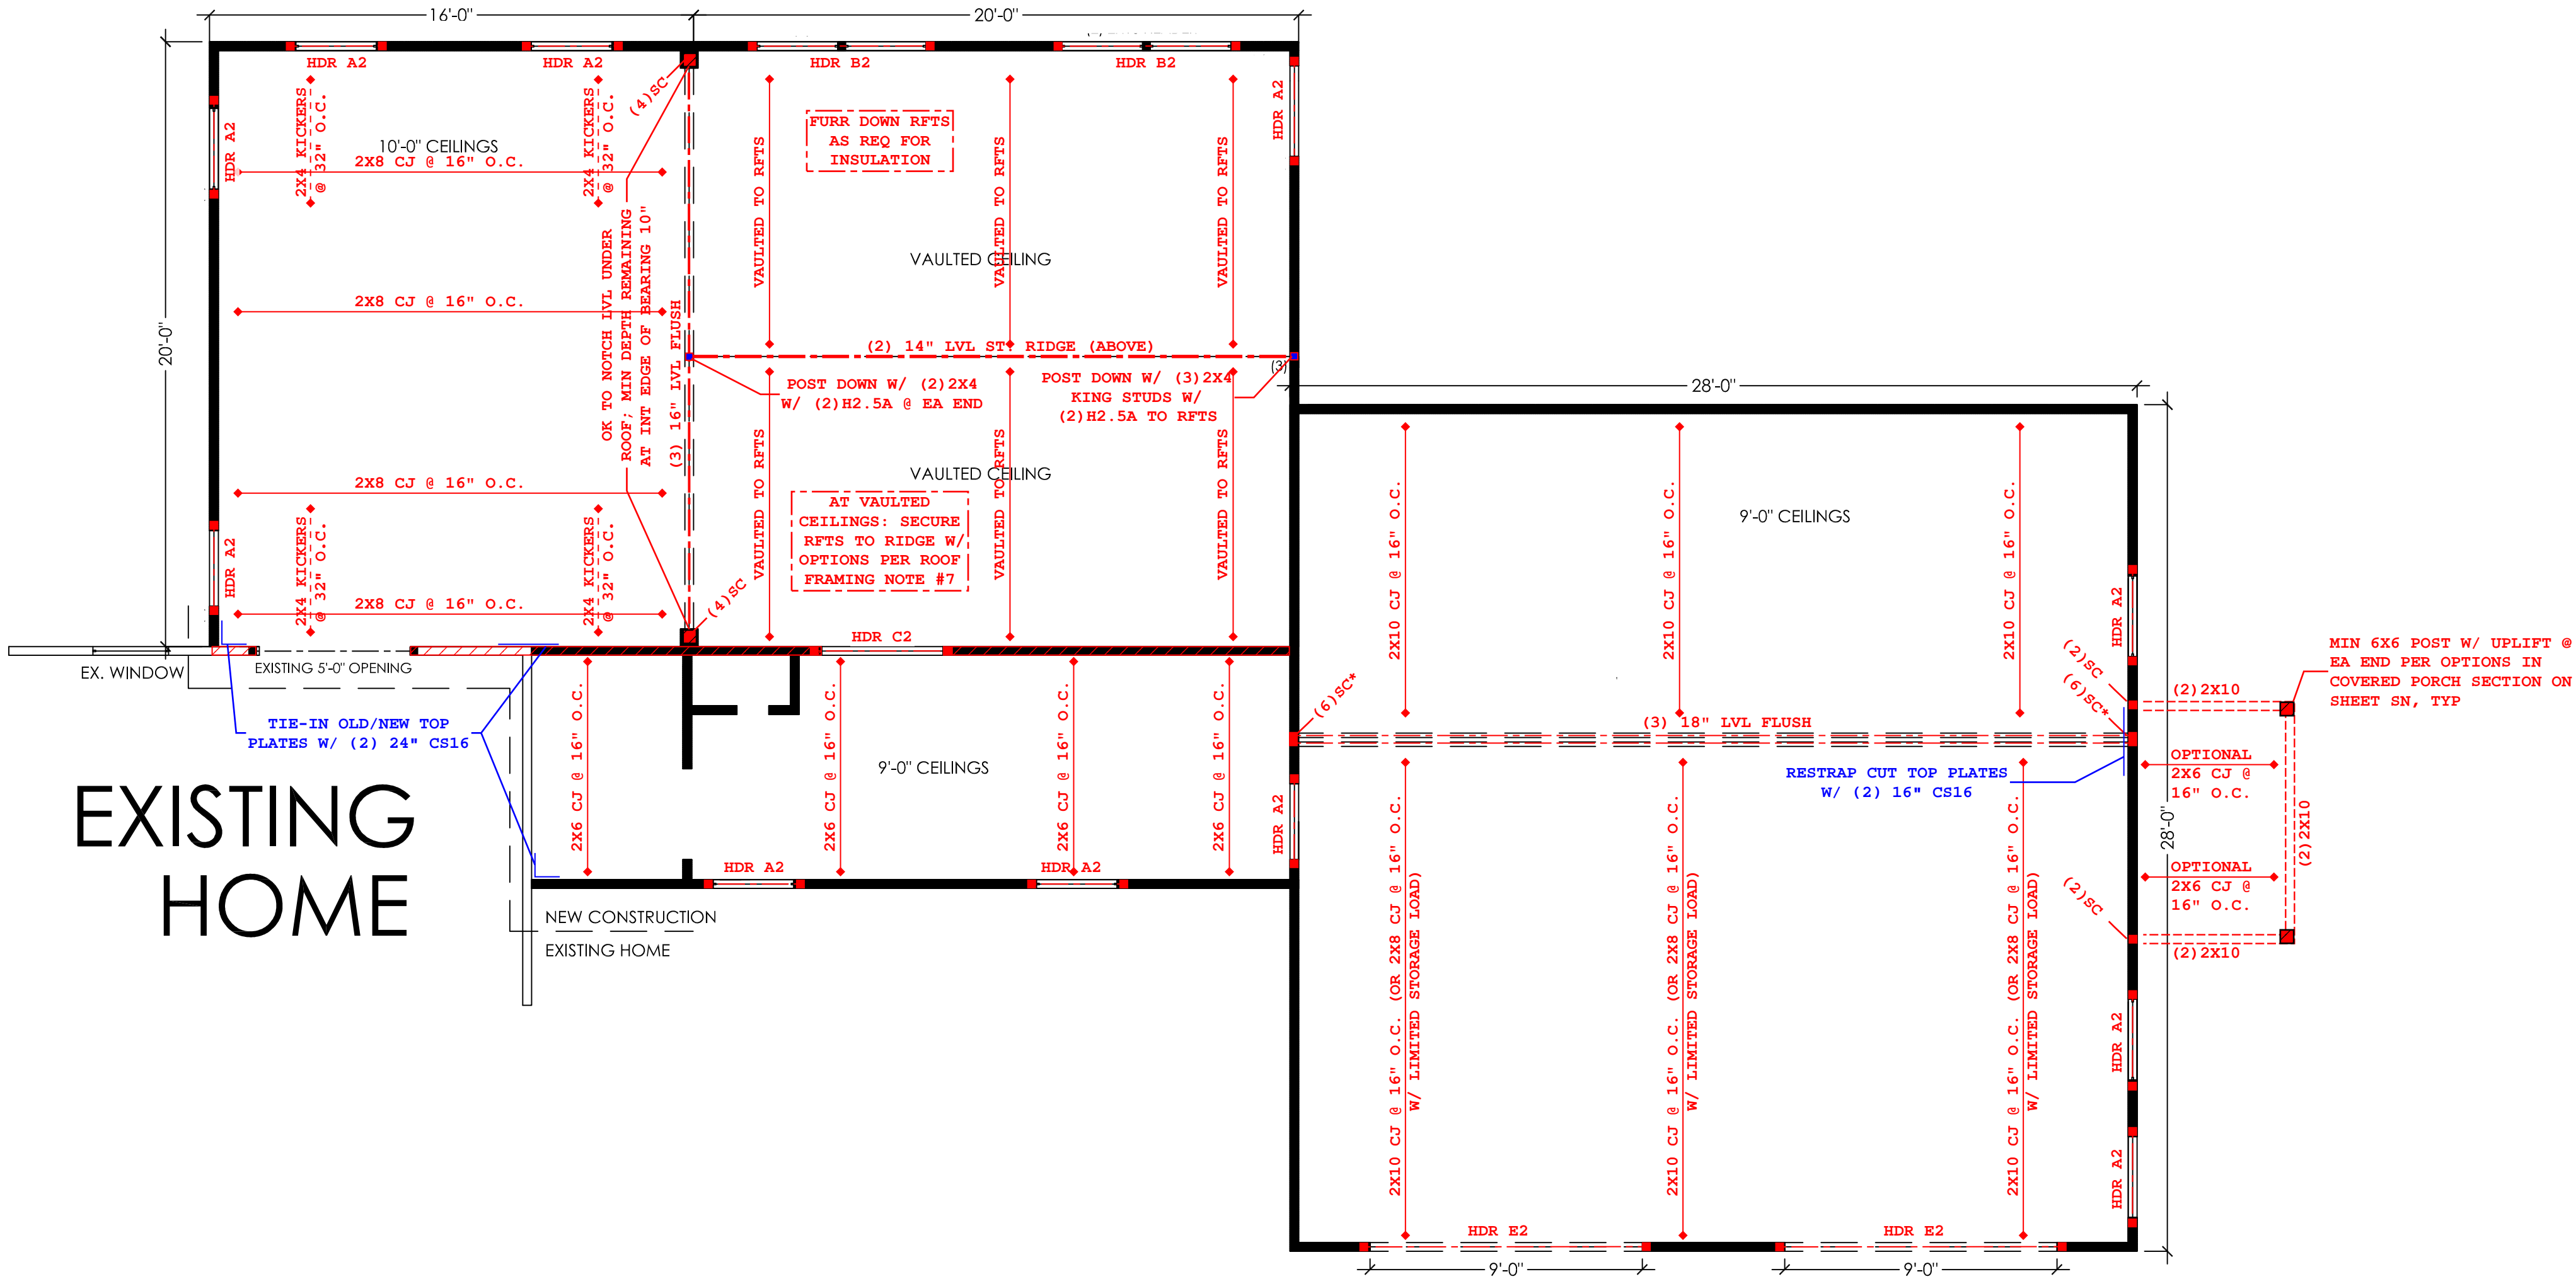 16'-0"
20'-0"
HDR A2
HDR A2
HDR B2
HDR B2
HDR A2
2X4 KICKERS
@ 32" O.C.
2X4 KICKERS
@ 32" O.C.
10'-0" CEILINGS
2X8 CJ @ 16" O.C.
(4)SC
FURR DOWN RFTS
AS REQ FOR
INSULATION
VAULTED TO RFTS
VAULTED TO RFTS
VAULTED TO RFTS
HDR A2
VAULTED CEILING
20'-0"
2X8 CJ @ 16" O.C.
OK TO NOTCH LVL UNDER
ROOF; MIN DEPTH REMAINING
AT INT EDGE OF BEARING 10"
(3) 16" LVL FLUSH
(2) 14" LVL ST. RIDGE (ABOVE)
(3)
POST DOWN W/ (2)2X4
W/ (2)H2.5A @ EA END
POST DOWN W/ (3)2X4
KING STUDS W/
(2)H2.5A TO RFTS
28'-0"
VAULTED TO RFTS
VAULTED TO RFTS
VAULTED TO RFTS
VAULTED CEILING
2X8 CJ @ 16" O.C.
AT VAULTED
CEILINGS: SECURE
RFTS TO RIDGE W/
OPTIONS PER ROOF
FRAMING NOTE #7
HDR A2
2X4 KICKERS
@ 32" O.C.
2X4 KICKERS
@ 32" O.C.
2X8 CJ @ 16" O.C.
(4)SC
HDR C2
EX. WINDOW
EXISTING 5'-0" OPENING
TIE-IN OLD/NEW TOP
PLATES W/ (2) 24" CS16
EXISTING
HOME
2X6 CJ @ 16" O.C.
2X6 CJ @ 16" O.C.
2X6 CJ @ 16" O.C.
2X6 CJ @ 16" O.C.
9'-0" CEILINGS
HDR A2
HDR A2
HDR A2
NEW CONSTRUCTION
EXISTING HOME
2X10 CJ @ 16" O.C.
2X10 CJ @ 16" O.C.
2X10 CJ @ 16" O.C.
9'-0" CEILINGS
HDR A2
(2)SC
(6)SC*
(6)SC*
(3) 18" LVL FLUSH
RESTRAP CUT TOP PLATES
W/ (2) 16" CS16
MIN 6X6 POST W/ UPLIFT @
EA END PER OPTIONS IN
COVERED PORCH SECTION ON
SHEET SN, TYP
(2)2X10
OPTIONAL
2X6 CJ @
16" O.C.
28'-0"
(2)2X10
OPTIONAL
2X6 CJ @
16" O.C.
(2)SC
(2)2X10
2X10 CJ @ 16" O.C. (OR 2X8 CJ @ 16" O.C.
W/ LIMITED STORAGE LOAD)
2X10 CJ @ 16" O.C. (OR 2X8 CJ @ 16" O.C.
W/ LIMITED STORAGE LOAD)
2X10 CJ @ 16" O.C. (OR 2X8 CJ @ 16" O.C.
W/ LIMITED STORAGE LOAD)
HDR A2
HDR A2
HDR E2
HDR E2
9'-0"
9'-0"